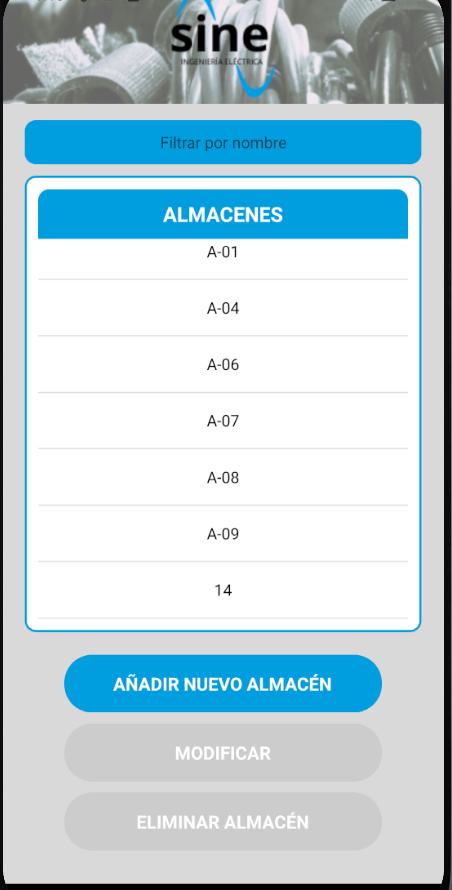 sine
INGENIERÍA ELÉCTRICA
Filtrar por nombre
ALMACENES
A-01
A-04
A-06
A-07
A-08
A-09
14
AÑADIR NUEVO ALMACÉN
MODIFICAR
ELIMINAR ALMACÉN